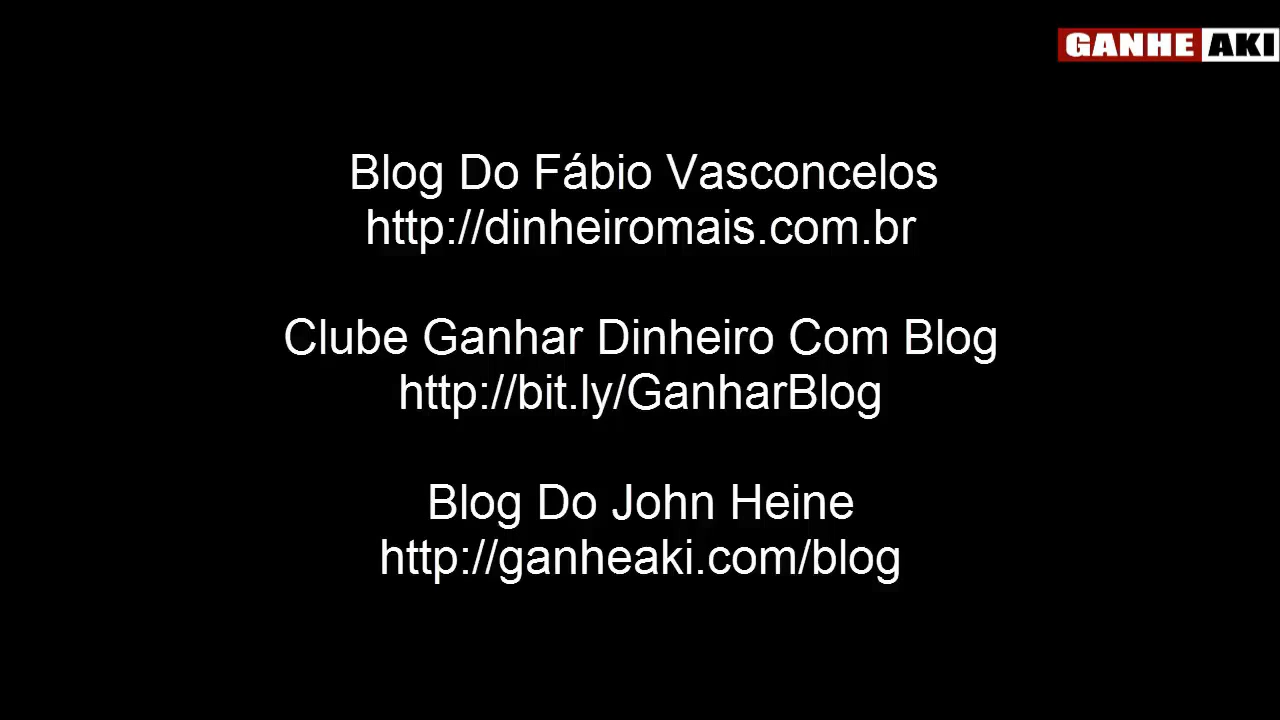 GANHE AKI
Blog Do Fábio Vasconcelos
http://dinheiromais.com.br
Clube Ganhar Dinheiro Com Blog
http://bit.ly/GanharBlog
Blog Do John Heine
http://ganheaki.com/blog